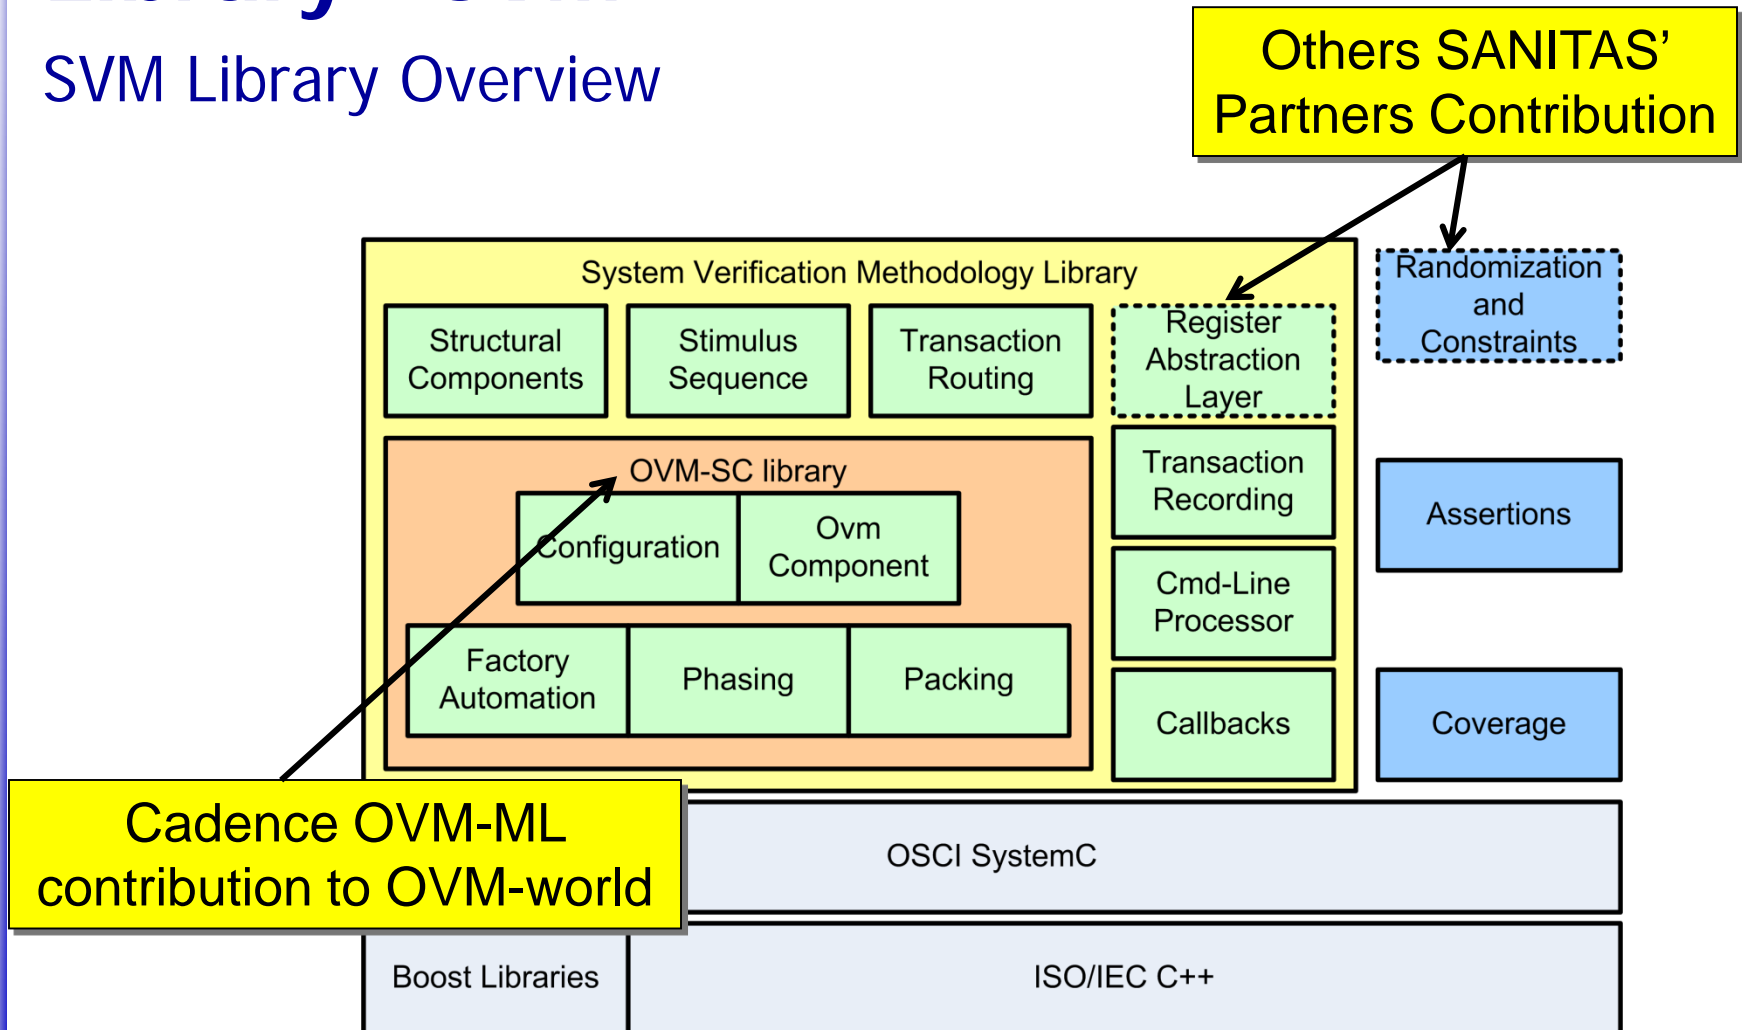 SVM Library Overview
Others SANITAS’
Partners Contribution
System Verification Methodology Library
Structural
Components
Stimulus
Sequence
Transaction
Routing
Register
Abstraction
Layer
Randomization
and
Constraints
OVM-SC library
Configuration
Ovm
Component
Factory
Automation
Phasing
Packing
Transaction
Recording
Cmd-Line
Processor
Callbacks
Assertions
Coverage
Cadence OVM-ML
contribution to OVM-world
OSCI SystemC
Boost Libraries
ISO/IEC C++